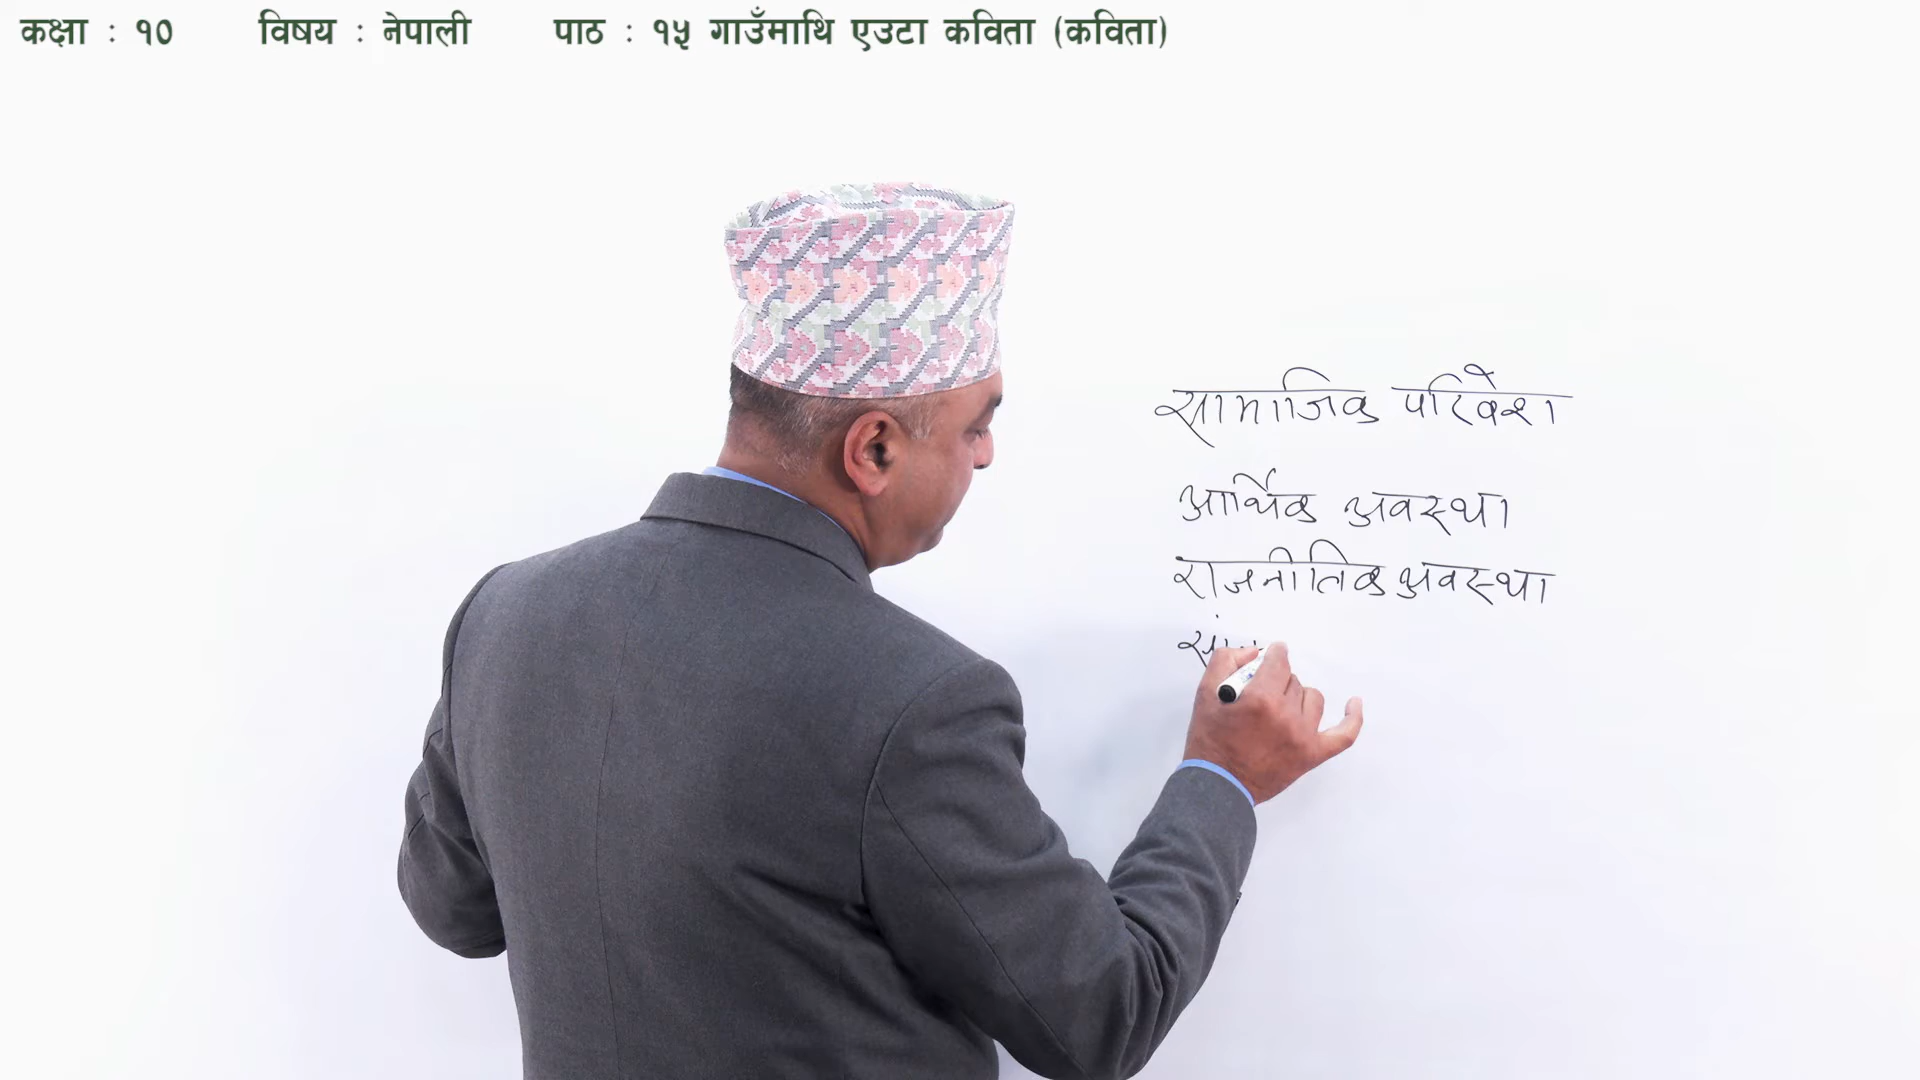 कक्षा : १० विषय : नेपाली पाठ : १५ गाउँमाथि एउटा कविता (कविता)
सामाजिक परिवेश
आर्थिक अवस्था
राजनीतिक अवस्था